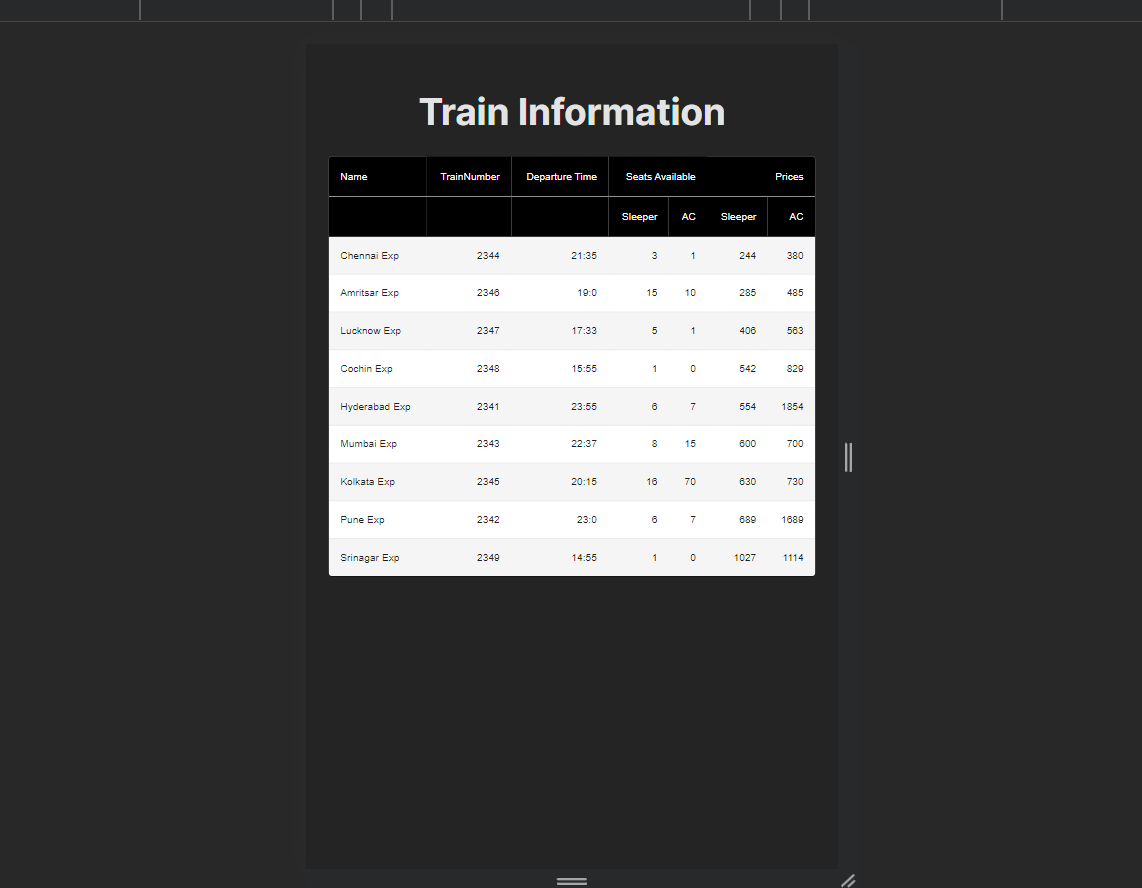 Train Information
Name TrainNumber Departure Time Seats Available Prices
Sleeper AC Sleeper AC
Chennai Exp 2344 21:35 3 1 244 380
Amritsar Exp 2346 19:0 15 10 285 485
Lucknow Exp 2347 17:33 5 1 406 563
Cochin Exp 2348 15:55 1 0 542 829
Hyderabad Exp 2341 23:55 6 7 554 1854
Mumbai Exp 2343 22:37 8 15 600 700
Kolkata Exp 2345 20:15 16 70 630 730
Pune Exp 2342 23:0 6 7 689 1689
Srinagar Exp 2349 14:55 1 0 1027 1114